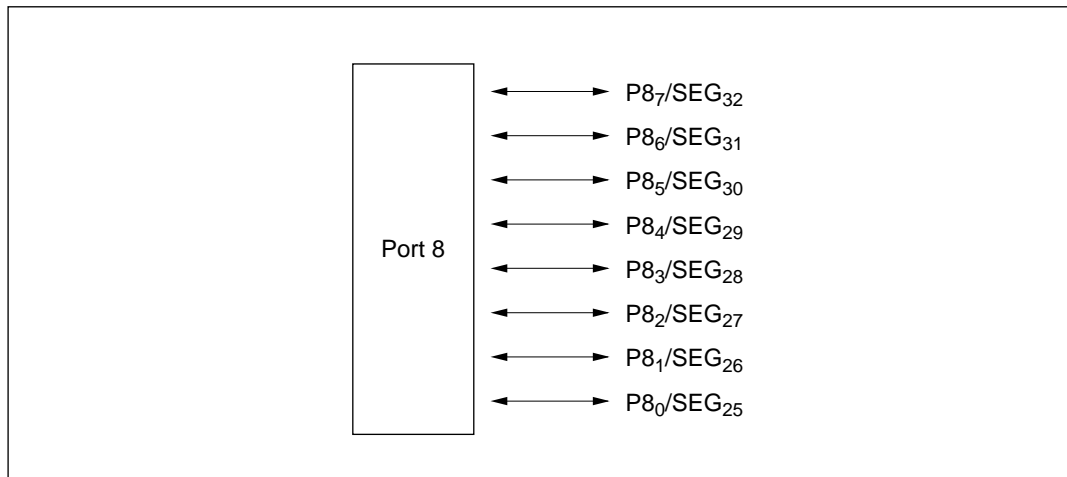 P8₇/SEG₃₂
P8₆/SEG₃₁
P8₅/SEG₃₀
P8₄/SEG₂₉
Port 8
P8₃/SEG₂₈
P8₂/SEG₂₇
P8₁/SEG₂₆
P8₀/SEG₂₅